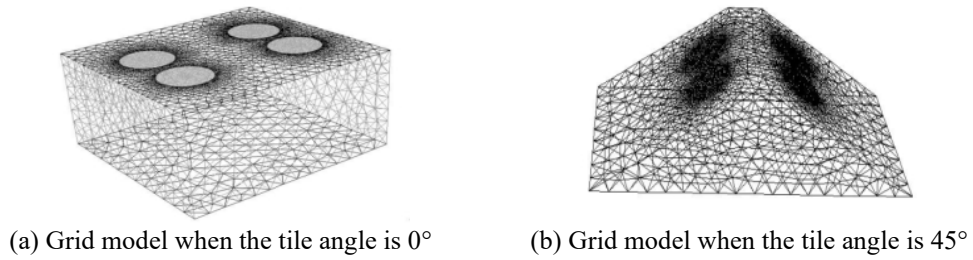 (a) Grid model when the tile angle is 0°
(b) Grid model when the tile angle is 45°